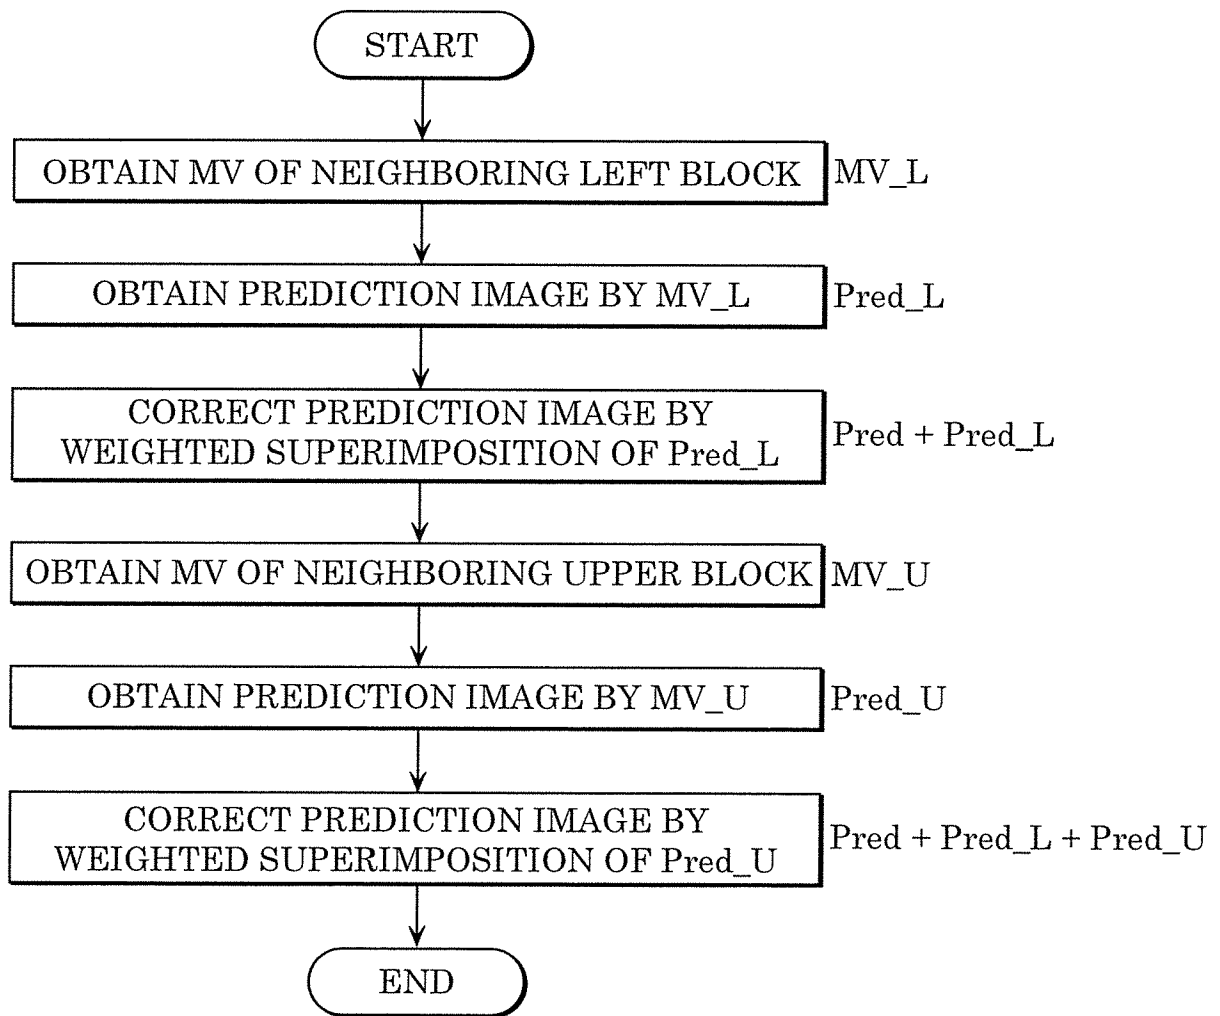 START
OBTAIN MV OF NEIGHBORING LEFT BLOCK MV_L
OBTAIN PREDICTION IMAGE BY MV_L Pred_L
CORRECT PREDICTION IMAGE BY
WEIGHTED SUPERIMPOSITION OF Pred_L
Pred + Pred_L
OBTAIN MV OF NEIGHBORING UPPER BLOCK MV_U
OBTAIN PREDICTION IMAGE BY MV_U Pred_U
CORRECT PREDICTION IMAGE BY
WEIGHTED SUPERIMPOSITION OF Pred_U
Pred + Pred_L + Pred_U
END